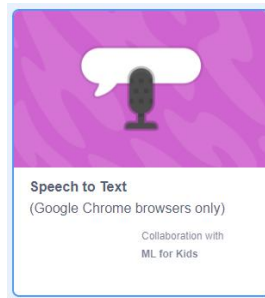 Speech to Text
(Google Chrome browsers only)
Collaboration with
ML for Kids